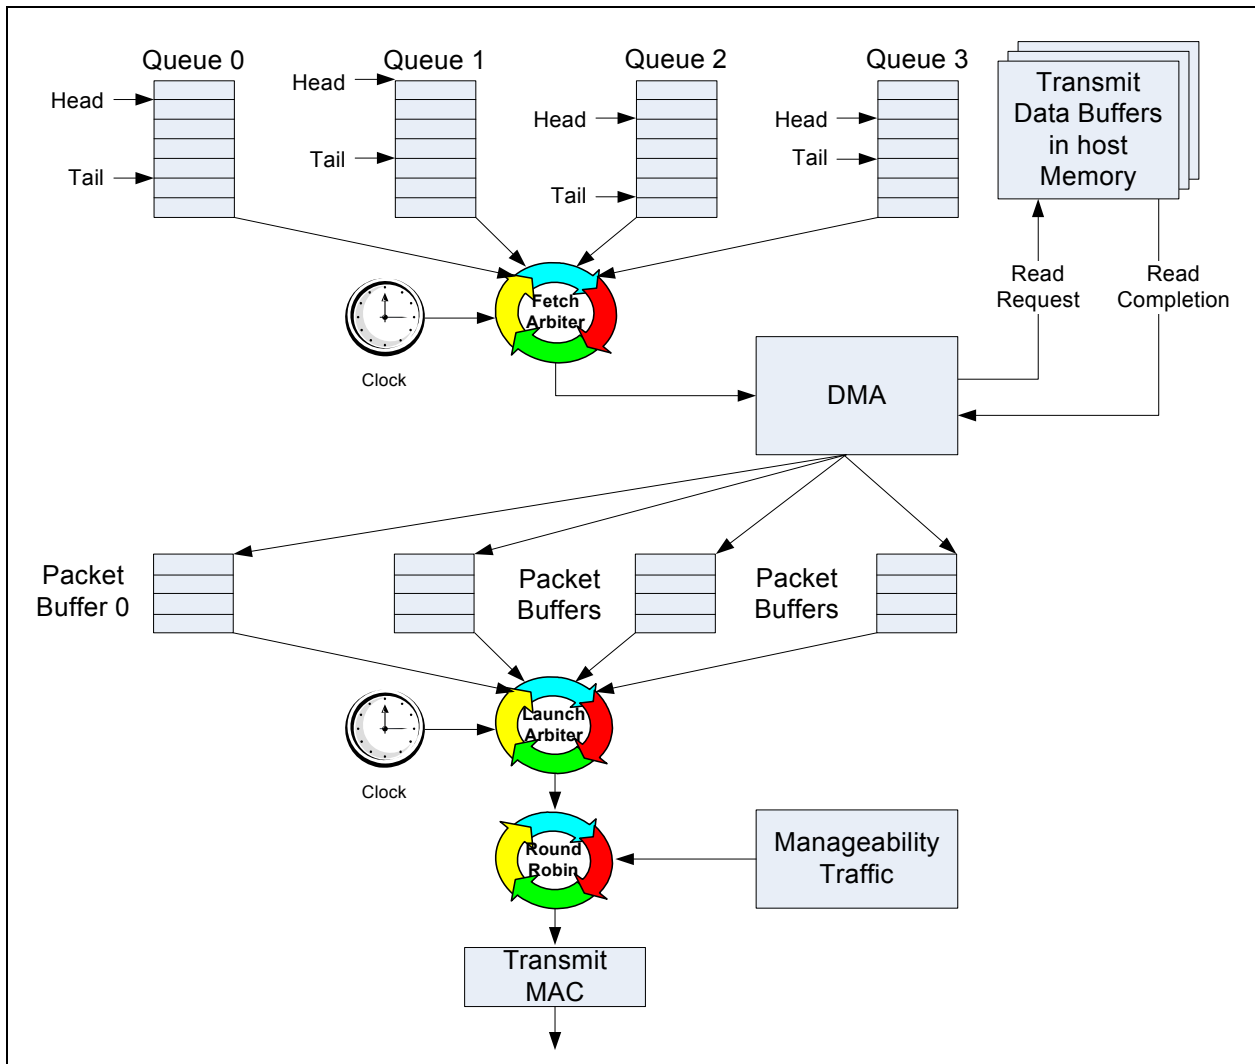 Queue 0
Queue 1
Queue 2
Queue 3
Head
Tail
Head
Tail
Head
Tail
Head
Tail
Transmit
Data Buffers
in host
Memory
Read
Request
Read
Completion
Fetch
Arbiter
Clock
DMA
Packet
Buffer 0
Packet
Buffers
Packet
Buffers
Launch
Arbiter
Clock
Round
Robin
Manageability
Traffic
Transmit
MAC